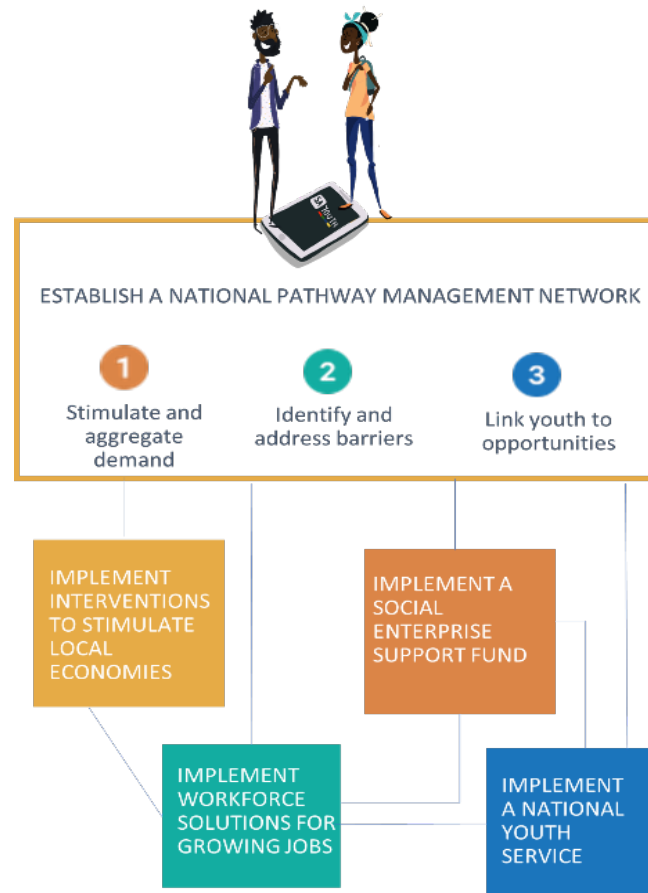 ESTABLISH A NATIONAL PATHWAY MANAGEMENT NETWORK
1
Stimulate and
aggregate
demand
2
Identify and
address barriers
3
Link youth to
opportunities
IMPLEMENT
INTERVENTIONS
TO STIMULATE
LOCAL
ECONOMIES
IMPLEMENT A
SOCIAL
ENTERPRISE
SUPPORT FUND
IMPLEMENT
WORKFORCE
SOLUTIONS FOR
GROWING JOBS
IMPLEMENT
A NATIONAL
YOUTH
SERVICE